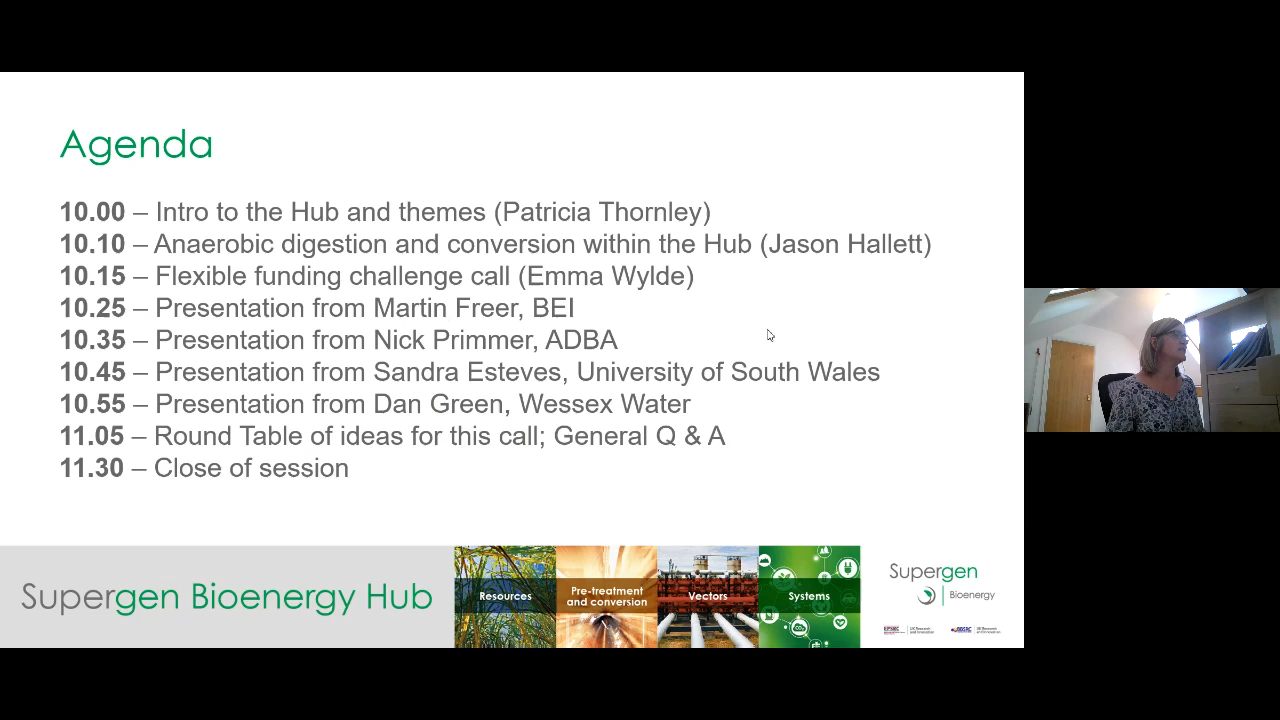 Agenda
10.00 – Intro to the Hub and themes (Patricia Thornley)
10.10 – Anaerobic digestion and conversion within the Hub (Jason Hallett)
10.15 – Flexible funding challenge call (Emma Wylde)
10.25 – Presentation from Martin Freer, BEI
10.35 – Presentation from Nick Primmer, ADBA
10.45 – Presentation from Sandra Esteves, University of South Wales
10.55 – Presentation from Dan Green, Wessex Water
11.05 – Round Table of ideas for this call; General Q & A
11.30 – Close of session
Supergen Bioenergy Hub
Resources
Pre-treatment
and conversion
Vectors
Systems
Supergen
Bioenergy